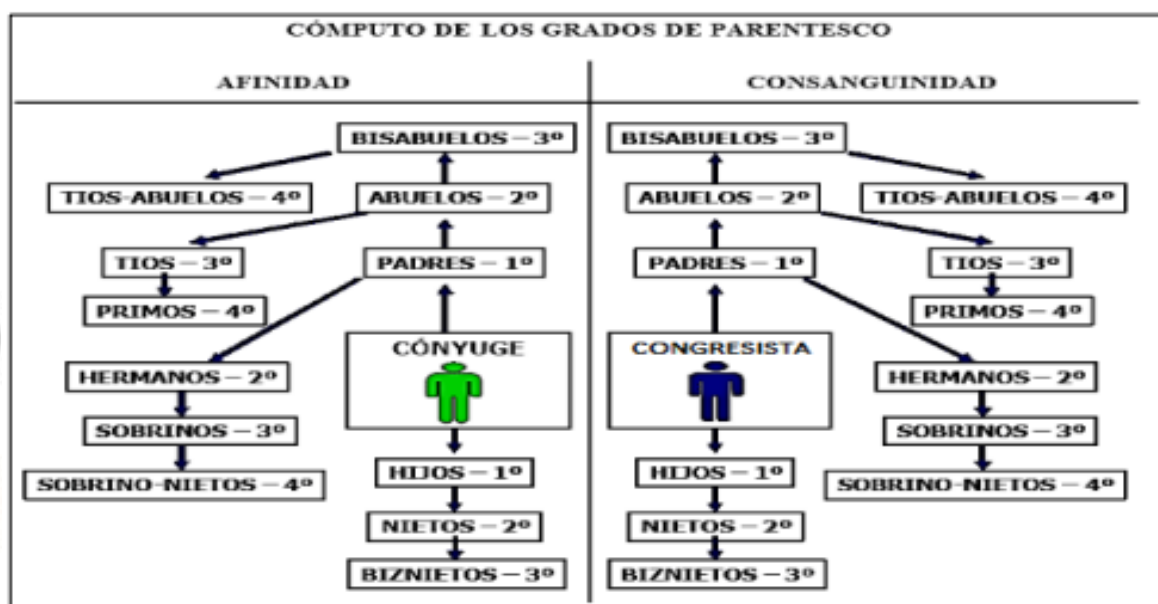 CÓMPUTO DE LOS GRADOS DE PARENTESCO
AFINIDAD
CONSANGUINIDAD
BISABUELOS – 3º
TIOS-ABUELOS – 4º
ABUELOS – 2º
TIOS – 3º
PADRES – 1º
PRIMOS – 4º
CÓNYUGE
HERMANOS – 2º
SOBRINOS – 3º
SOBRINO-NIETOS – 4º
HIJOS – 1º
NIETOS – 2º
BIZNIETOS – 3º
BISABUELOS – 3º
ABUELOS – 2º
TIOS-ABUELOS – 4º
PADRES – 1º
TIOS – 3º
PRIMOS – 4º
CONGRESISTA
HERMANOS – 2º
SOBRINOS – 3º
SOBRINO-NIETOS – 4º
HIJOS – 1º
NIETOS – 2º
BIZNIETOS – 3º